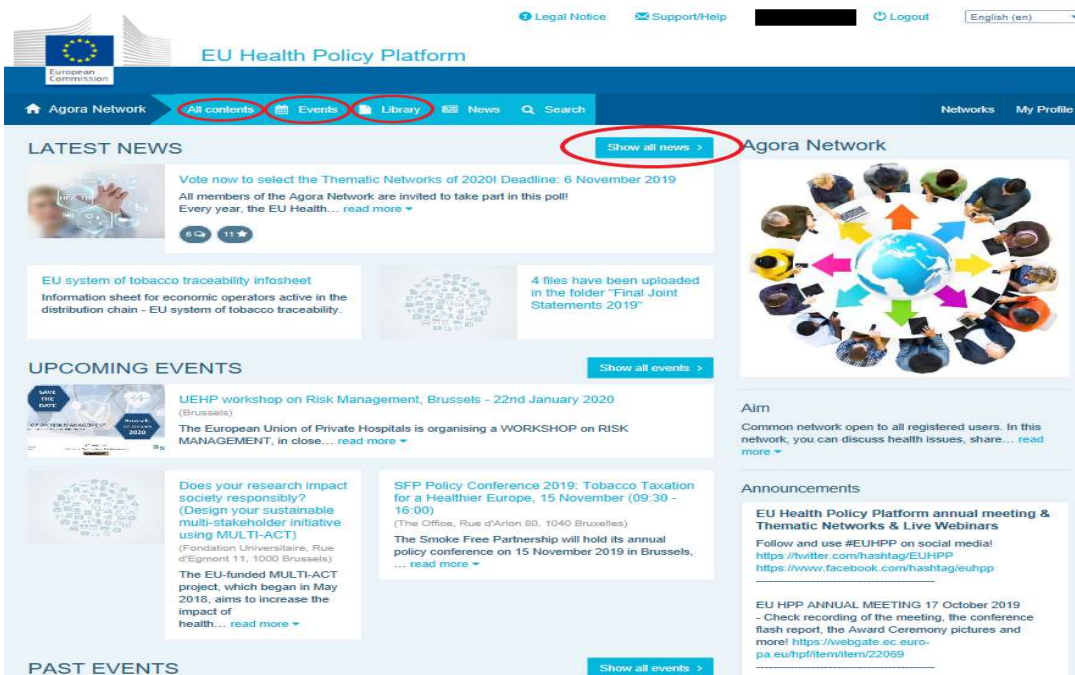 Legal Notice
Support/Help
Logout
English (en)
European
Commission
EU Health Policy Platform
Agora Network
All contents
Events
Library
News
Search
Networks
My Profile
LATEST NEWS
Show all news >
Vote now to select the Thematic Networks of 2020! Deadline: 6 November 2019
All members of the Agora Network are invited to take part in this poll!
Every year, the EU Health… read more
6
11
EU system of tobacco traceability infosheet
Information sheet for economic operators active in the
distribution chain - EU system of tobacco traceability.
4 files have been uploaded
in the folder "Final Joint
Statements 2019"
UPCOMING EVENTS
Show all events >
SAVE
THE
DATE
2020
UEHP workshop on Risk Management, Brussels - 22nd January 2020
(Brussels)
The European Union of Private Hospitals is organising a WORKSHOP on RISK
MANAGEMENT, in close… read more
Does your research impact
society responsibly?
(Design your sustainable
multi-stakeholder initiative
using MULTI-ACT)
(Fondation Universitaire, Rue
d'Egmont 11, 1000 Brussels)
The EU-funded MULTI-ACT
project, which began in May
2018, aims to increase the
impact of
health… read more
SFP Policy Conference 2019: Tobacco Taxation
for a Healthier Europe, 15 November (09:30 -
16:00)
(The Office, Rue d'Arlon 80, 1040 Bruxelles)
The Smoke Free Partnership will hold its annual
policy conference on 15 November 2019 in Brussels,
… read more
PAST EVENTS
Show all events >
Agora Network
Aim
Common network open to all registered users. In this
network, you can discuss health issues, share… read
more
Announcements
EU Health Policy Platform annual meeting &
Thematic Networks & Live Webinars
Follow and use #EUHPP on social media!
https://twitter.com/hashtag/EUHPP
https://www.facebook.com/hashtag/euhpp
EU HPP ANNUAL MEETING 17 October 2019
- Check recording of the meeting, the conference
flash report, the Award Ceremony pictures and
more! https://webgate.ec.euro-
pa.eu/hpf/item/item/22069